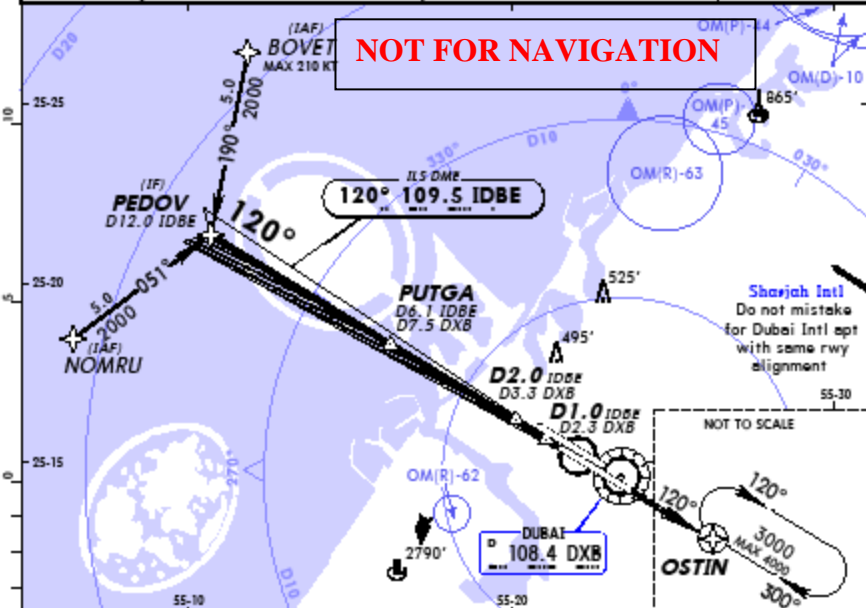 D20
(IAF)
BOVET
MAX 210 KT
NOT FOR NAVIGATION
OM(P)-44
OM(D)-10
865'
OM(P)-
45
0°
D10
330°
030°
OM(R)-63
25-25
10
5.0
2000
190°
(IF)
PEDOV
D12.0 IDBE
120°
ILS DME
120° 109.5 IDBE
25-20
5
5.0
051°
2000
(IAF)
NOMRU
PUTGA
D6.1 IDBE
D7.5 DXB
525'
495'
Sharjah Intl
Do not mistake
for Dubai Intl apt
with same rwy
alignment
55-30
D2.0 IDBE
D3.3 DXB
D1.0 IDBE
D2.3 DXB
NOT TO SCALE
25-15
0
270°
OM(R)-62
2790'
DUBAI
D 108.4 DXB
120°
120°
3000
MAX 4000
300°
OSTIN
D10
55-10
55-20